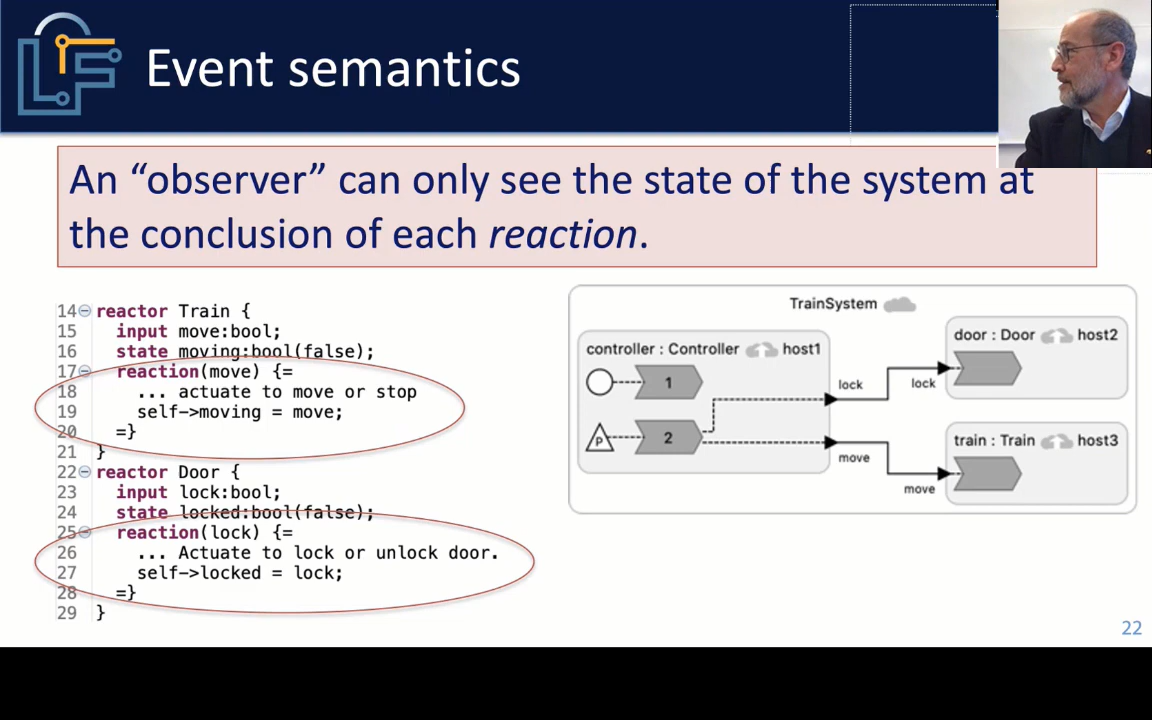 LF
Event semantics
An “observer” can only see the state of the system at
the conclusion of each reaction.
14 reactor Train {
15 input move:bool;
16 state moving:bool(false);
17 reaction(move) {=
18 ... actuate to move or stop
19 self->moving = move;
20 =}
21 }
22 reactor Door {
23 input lock:bool;
24 state locked:bool(false);
25 reaction(lock) {=
26 ... Actuate to lock or unlock door.
27 self->locked = lock;
28 =}
29 }
TrainSystem
controller : Controller host1
1
P
2
lock
move
lock
move
door : Door host2
train : Train host3
22